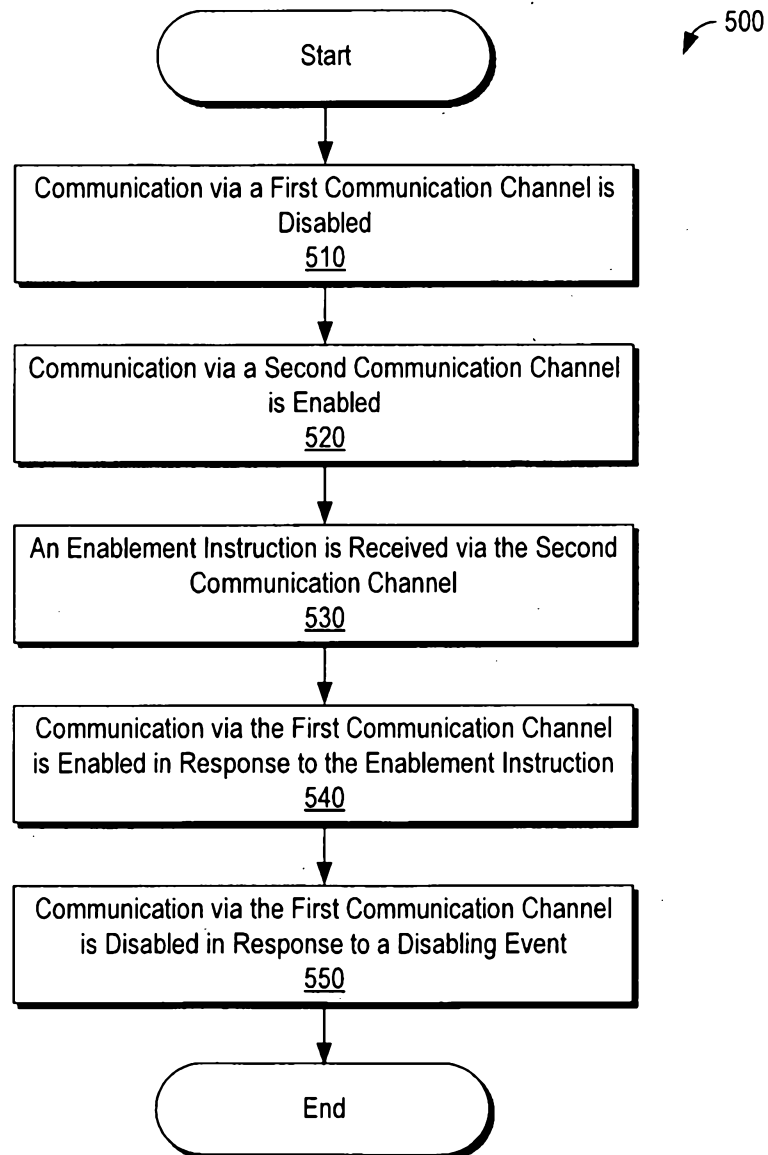 500
Start
Communication via a First Communication Channel is
Disabled
510
Communication via a Second Communication Channel
is Enabled
520
An Enablement Instruction is Received via the Second
Communication Channel
530
Communication via the First Communication Channel
is Enabled in Response to the Enablement Instruction
540
Communication via the First Communication Channel
is Disabled in Response to a Disabling Event
550
End